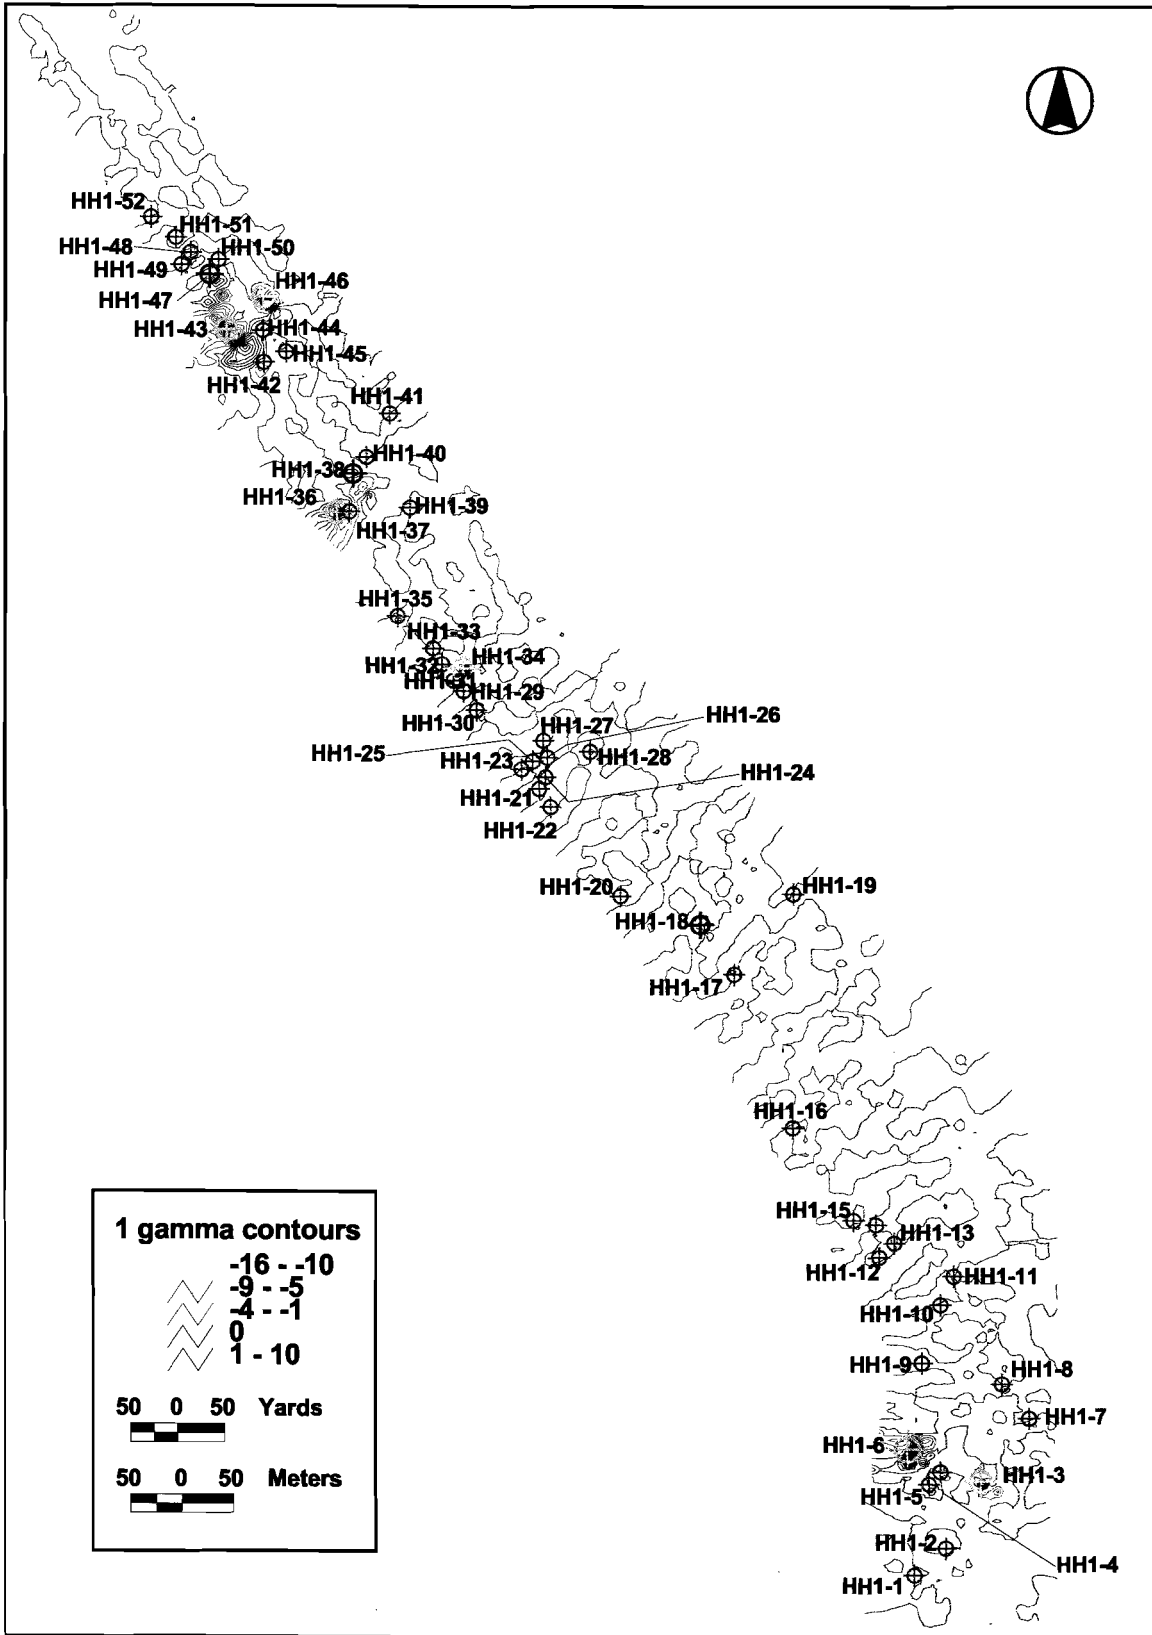 HH1-52
HH1-51
HH1-48
HH1-50
HH1-49
HH1-46
HH1-47
HH1-43
HH1-44
HH1-45
HH1-42
HH1-41
HH1-40
HH1-38
HH1-36
HH1-39
HH1-37
HH1-35
HH1-33
HH1-34
HH1-32
HH1-31
HH1-29
HH1-30
HH1-26
HH1-27
HH1-25
HH1-23
HH1-28
HH1-24
HH1-21
HH1-22
HH1-20
HH1-19
HH1-18
HH1-17
HH1-16
HH1-15
HH1-13
HH1-12
HH1-11
HH1-10
HH1-9
HH1-8
HH1-7
HH1-6
HH1-3
HH1-5
HH1-2
HH1-4
HH1-1
1 gamma contours
-16 - -10
-9 - -5
-4 - -1
0
1 - 10
50 0 50 Yards
50 0 50 Meters